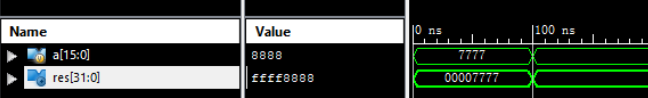 Name Value |0 ns |100 ns
a[15:0] 8888 7777
res[31:0] ffff8888 00007777